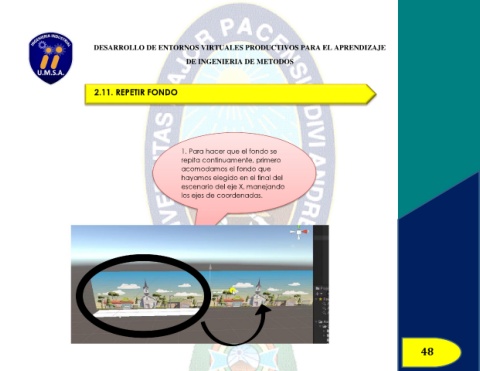 DESARROLLO DE ENTORNOS VIRTUALES PRODUCTIVOS PARA EL APRENDIZAJE
DE INGENIERIA DE METODOS
INGENIERIA INDUSTRIAL
U.M.S.A.
2.11. REPETIR FONDO
1. Para hacer que el fondo se
repita continuamente, primero
acomodamos el fondo que
hayamos elegido en el final del
escenario del eje X, manejando
los ejes de coordenadas.
48